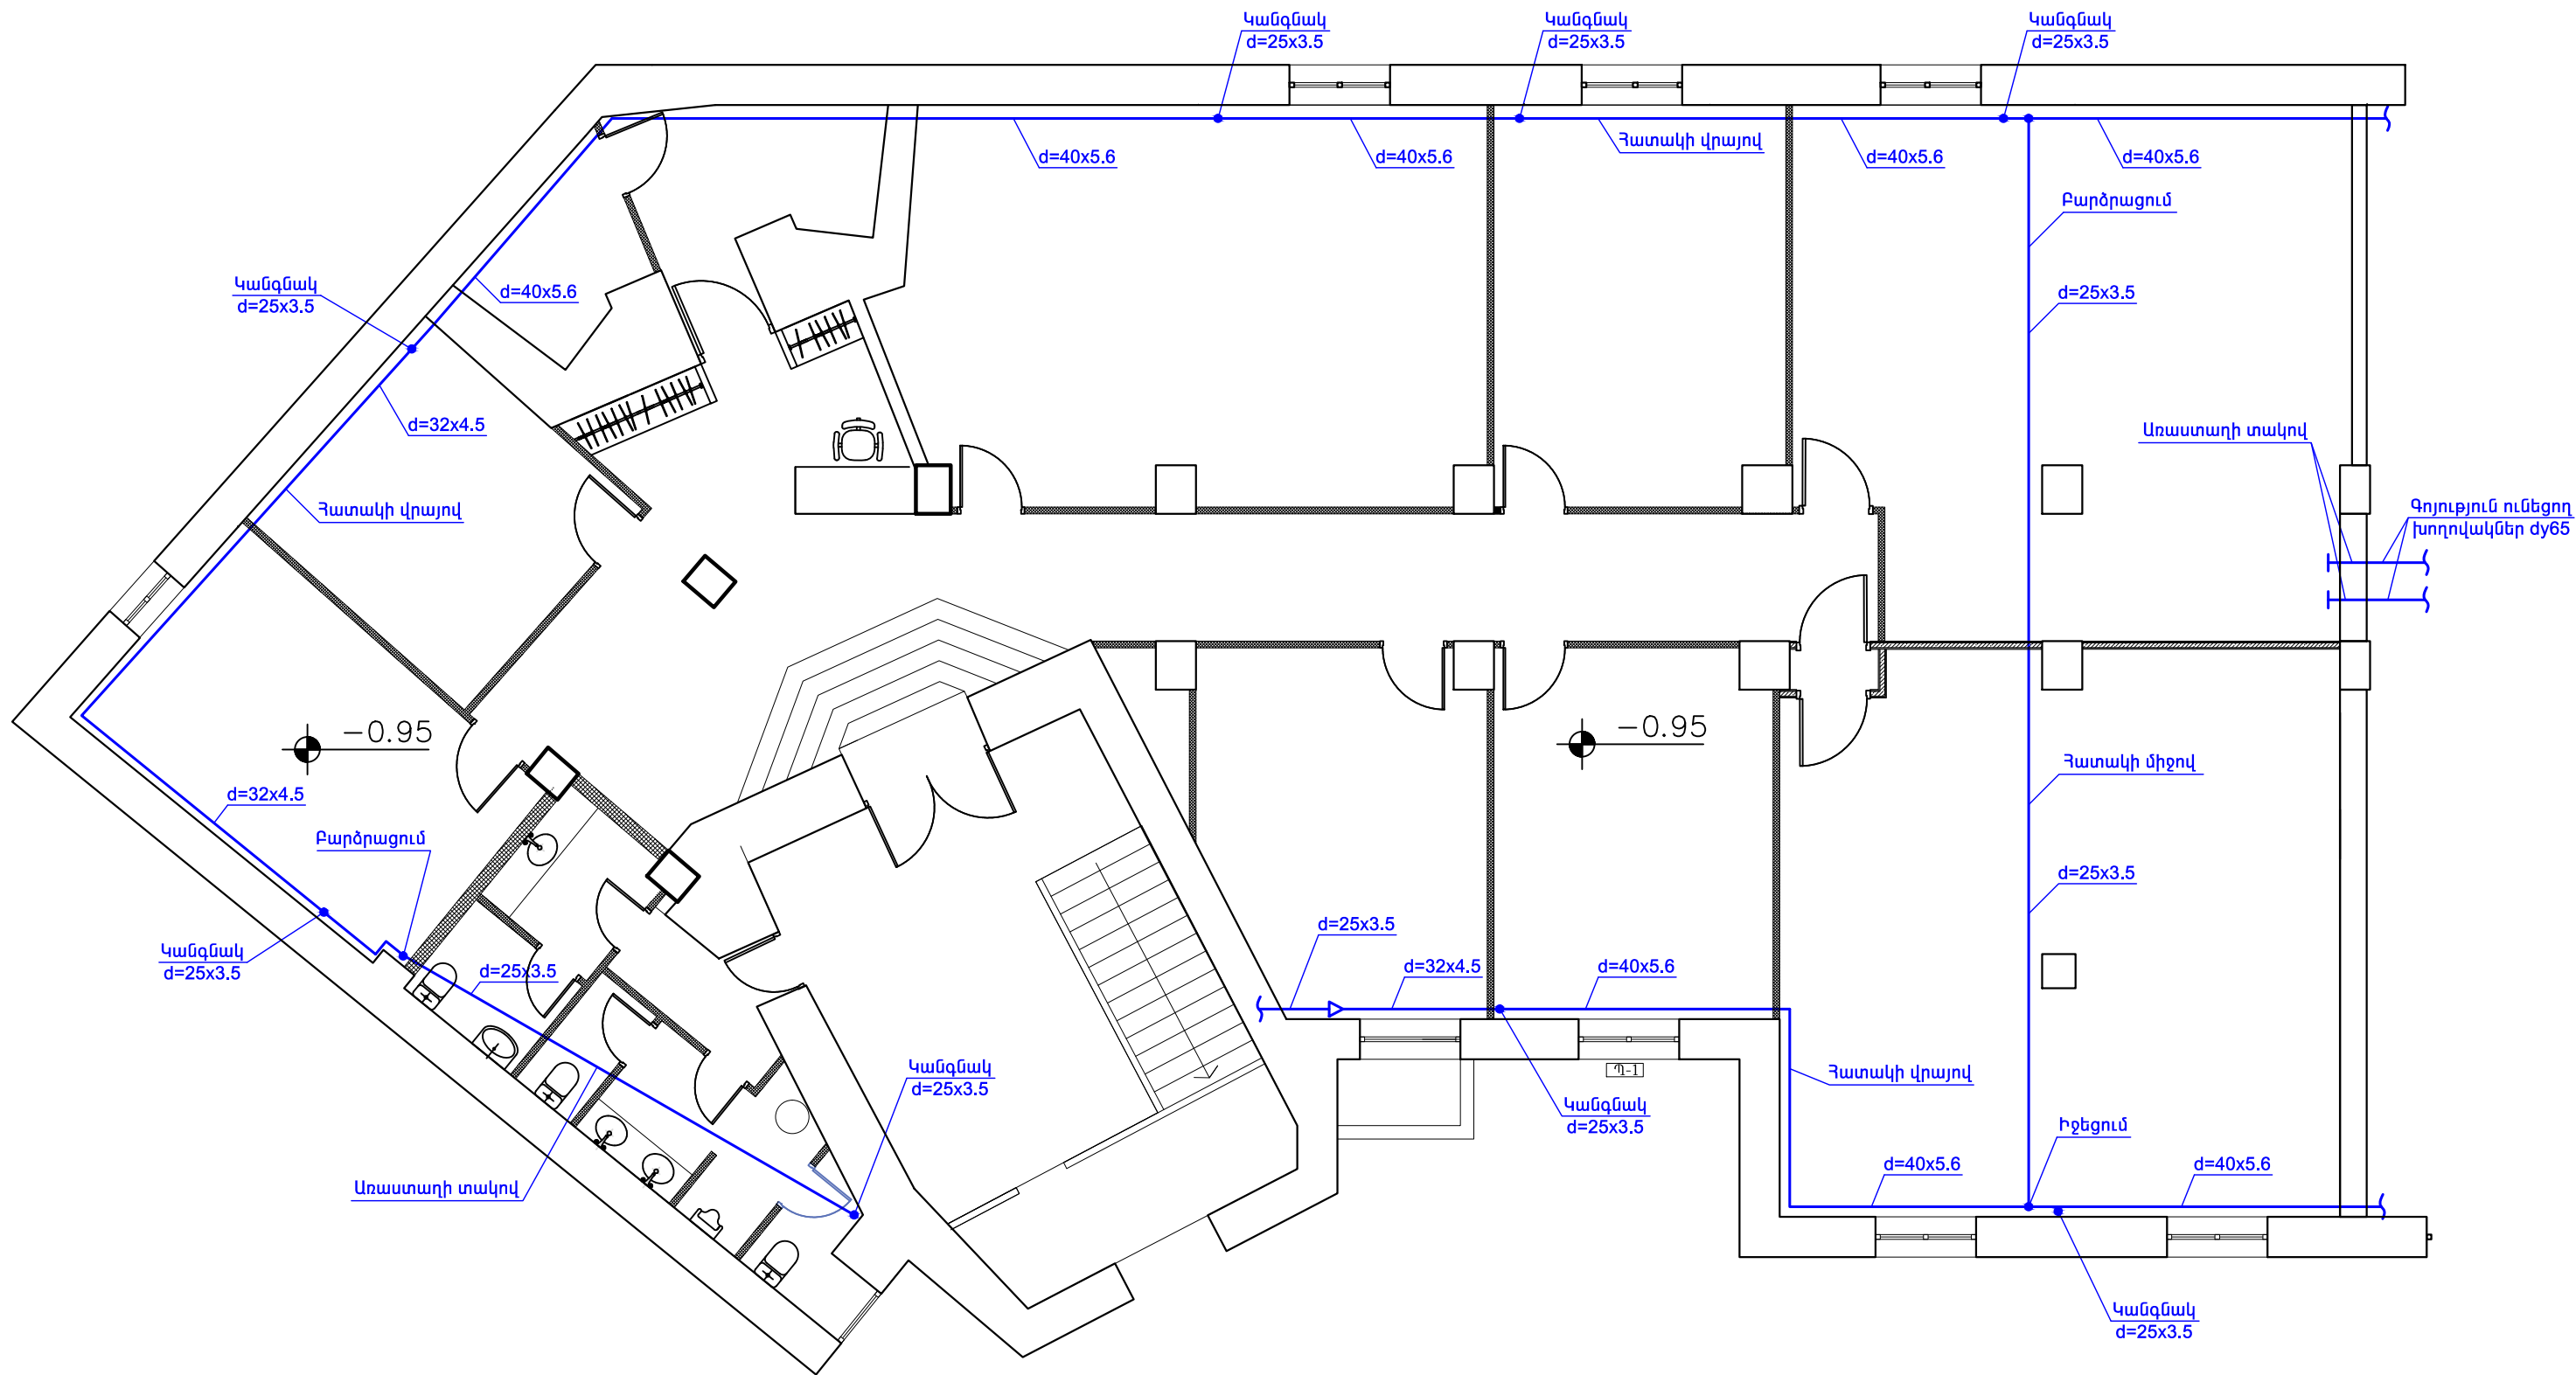 Կանգնակ
d=25x3.5
Կանգնակ
d=25x3.5
Կանգնակ
d=25x3.5
d=40x5.6
d=40x5.6
Հատակի վրայով
d=40x5.6
d=40x5.6
Բարձրացում
Կանգնակ
d=25x3.5
d=40x5.6
d=25x3.5
d=32x4.5
Առաստաղի տակով
Հատակի վրայով
Գոյություն ունեցող
խողովակներ dy65
-0.95
-0.95
Հատակի միջով
d=32x4.5
Բարձրացում
d=25x3.5
Կանգնակ
d=25x3.5
d=25x3.5
d=25x3.5
d=32x4.5
d=40x5.6
Կանգնակ
d=25x3.5
Պ-1
Հատակի վրայով
Կանգնակ
d=25x3.5
Իջեցում
Առաստաղի տակով
d=40x5.6
d=40x5.6
Կանգնակ
d=25x3.5